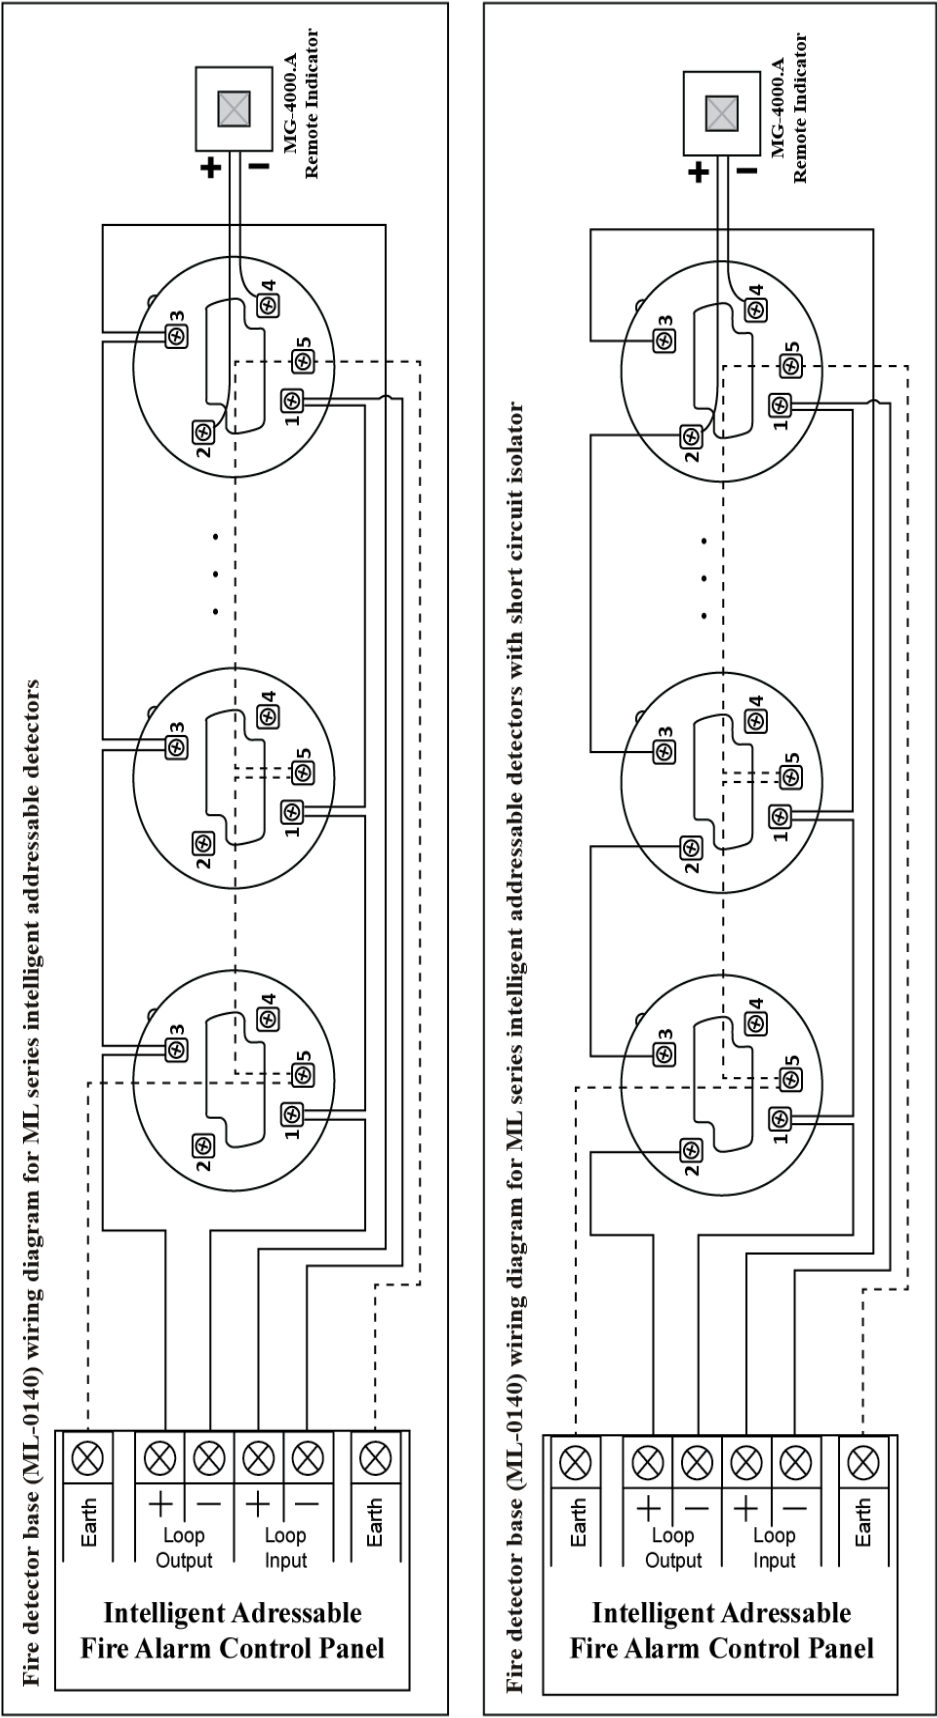 Fire detector base (ML-0140) wiring diagram for ML series intelligent addressable detectors
MG-4000.A
Remote Indicator
+ −
3
4
5
1
2
3
4
5
1
2
3
4
5
1
2
Earth
+ − + −
Loop
Output
Loop
Input
Earth
Intelligent Adressable
Fire Alarm Control Panel
Fire detector base (ML-0140) wiring diagram for ML series intelligent addressable detectors with short circuit isolator
MG-4000.A
Remote Indicator
+ −
3
4
5
1
2
3
4
5
1
2
3
4
5
1
2
Earth
+ − + −
Loop
Output
Loop
Input
Earth
Intelligent Adressable
Fire Alarm Control Panel